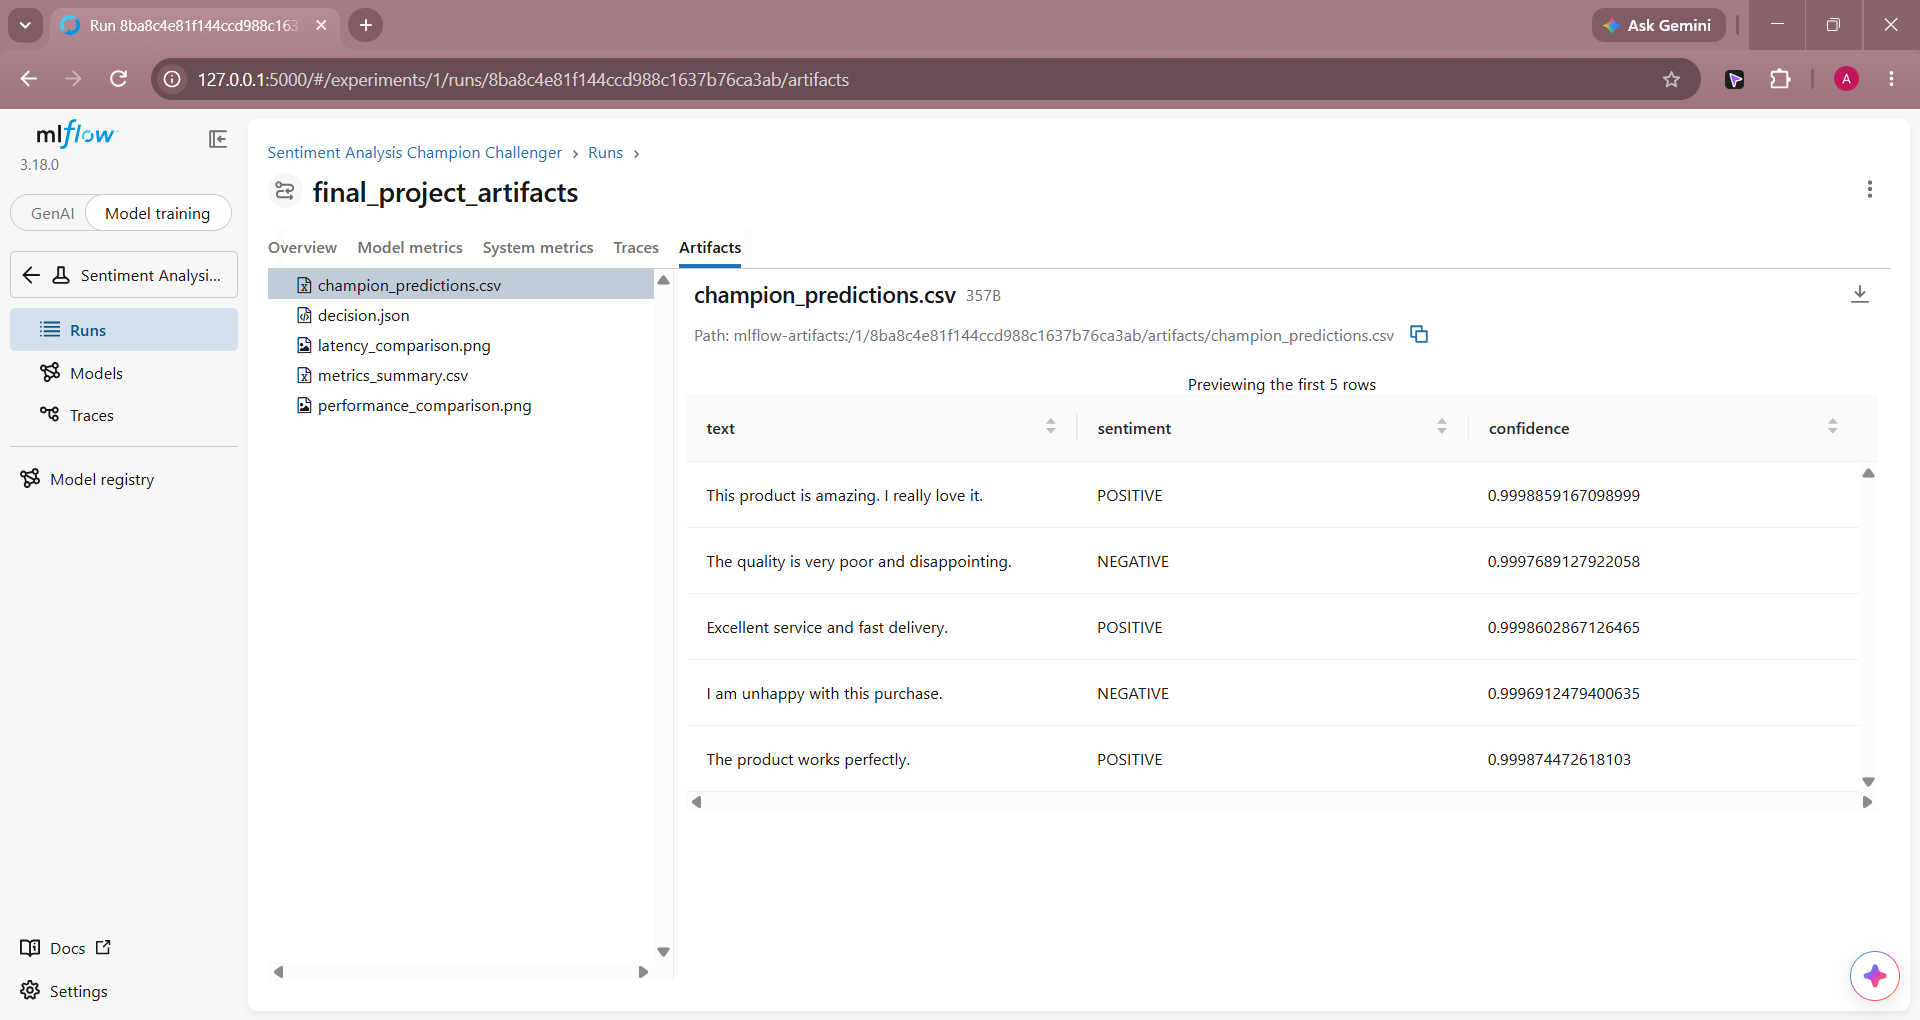 Run 8ba8c4e81f144ccd988c163
Ask Gemini
127.0.0.1:5000/#/experiments/1/runs/8ba8c4e81f144ccd988c1637b76ca3ab/artifacts
A
mlflow
3.18.0
GenAI
Model training
Sentiment Analysi...
Runs
Models
Traces
Model registry
Docs
Settings
Sentiment Analysis Champion Challenger > Runs >
final_project_artifacts
Overview Model metrics System metrics Traces Artifacts
champion_predictions.csv
decision.json
latency_comparison.png
metrics_summary.csv
performance_comparison.png
champion_predictions.csv 357B
Path: mlflow-artifacts:/1/8ba8c4e81f144ccd988c1637b76ca3ab/artifacts/champion_predictions.csv
Previewing the first 5 rows
text sentiment confidence
This product is amazing. I really love it. POSITIVE 0.9998859167098999
The quality is very poor and disappointing. NEGATIVE 0.9997689127922058
Excellent service and fast delivery. POSITIVE 0.9998602867126465
I am unhappy with this purchase. NEGATIVE 0.9996912479400635
The product works perfectly. POSITIVE 0.999874472618103